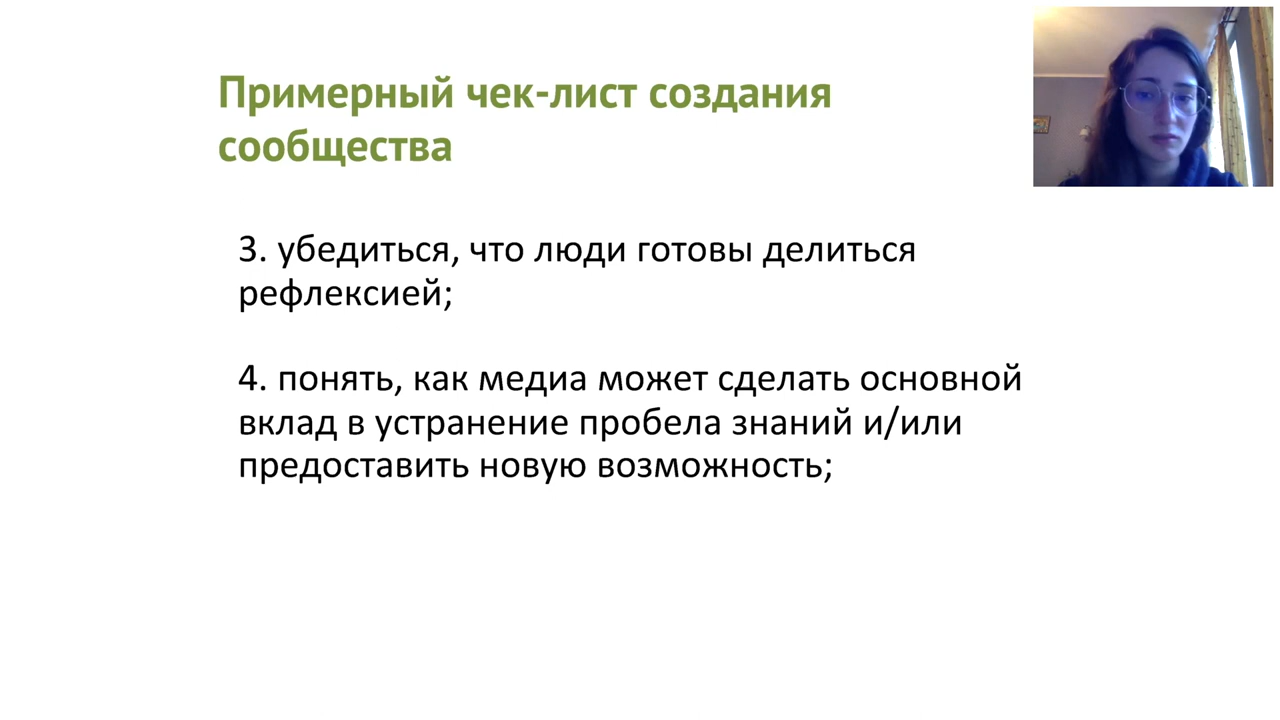 Примерный чек-лист создания
сообщества
3. убедиться, что люди готовы делиться
рефлексией;
4. понять, как медиа может сделать основной
вклад в устранение пробела знаний и/или
предоставить новую возможность;